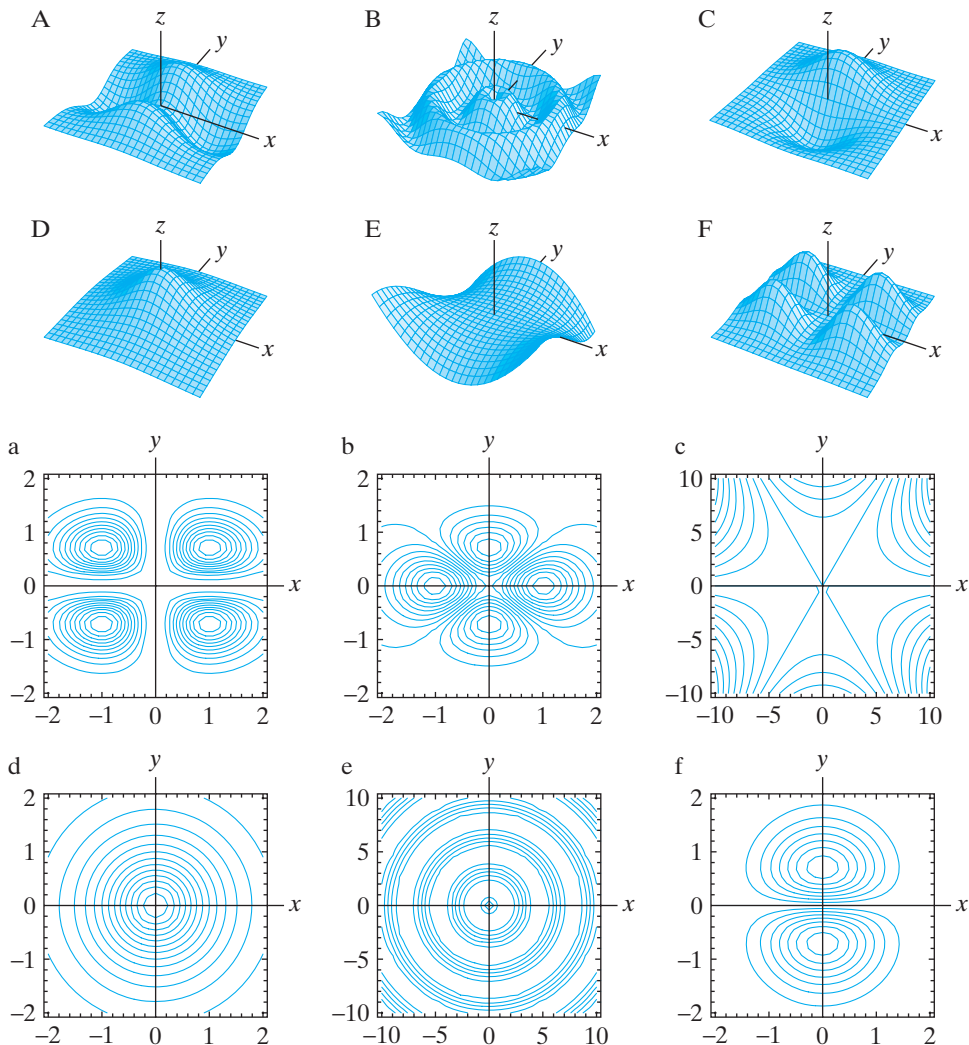 A z y x
B z y x
C z y x
D z y x
E z y x
F z y x
a y x
2
1
0
−1
−2
−2 −1 0 1 2
b y x
2
1
0
−1
−2
−2 −1 0 1 2
c y x
10
5
0
−5
−10
−10 −5 0 5 10
d y x
2
1
0
−1
−2
−2 −1 0 1 2
e y x
10
5
0
−5
−10
−10 −5 0 5 10
f y x
2
1
0
−1
−2
−2 −1 0 1 2